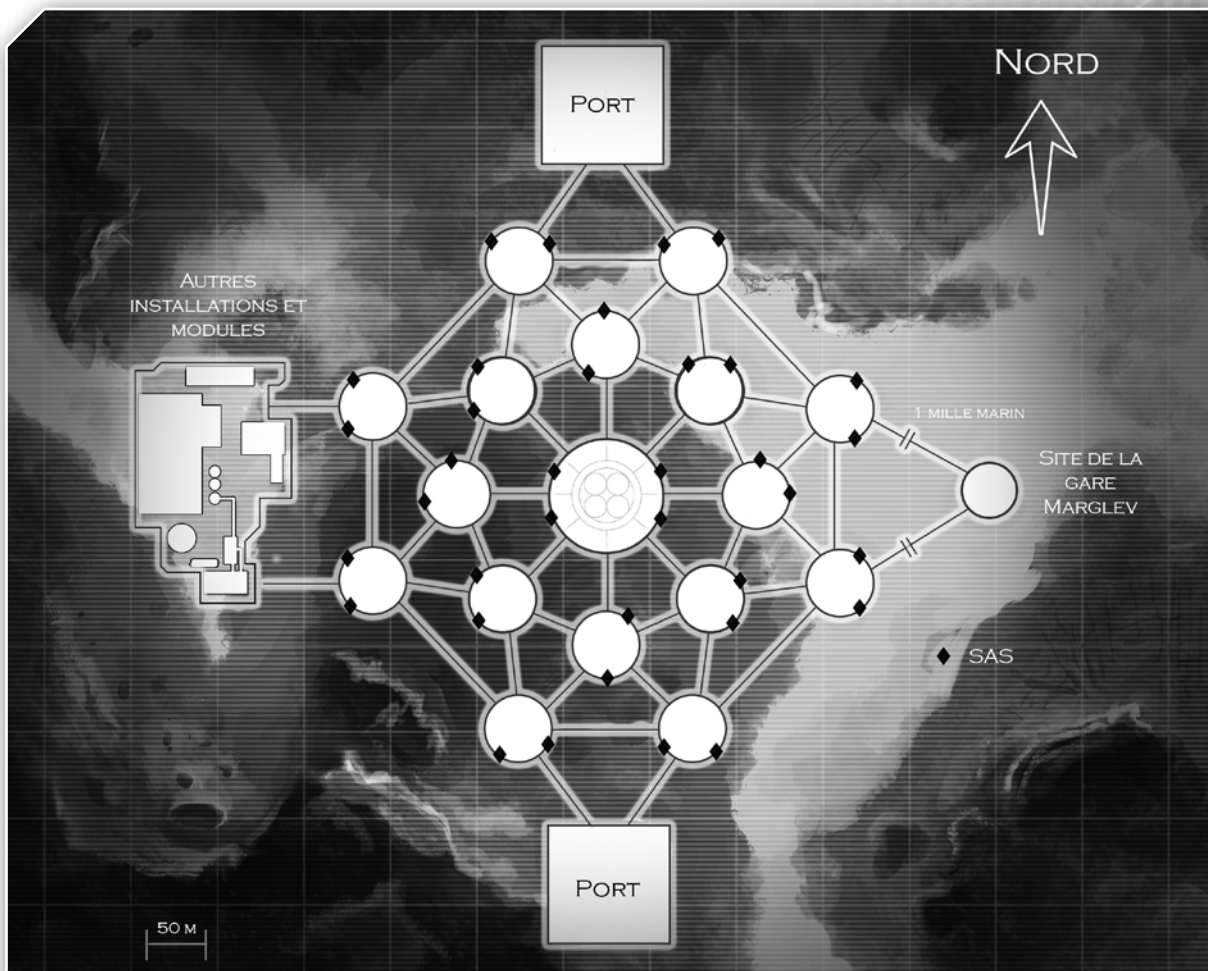 Port
Nord
Autres
installations et
modules
1 mille marin
Site de la
gare
Marglev
SAS
Port
50 m